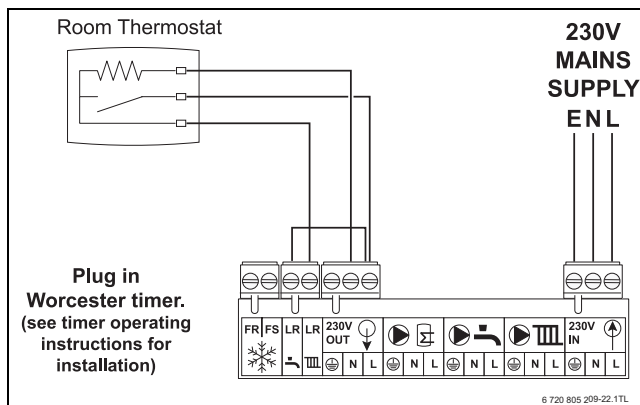 Room Thermostat
230V
MAINS
SUPPLY
E N L
Plug in
Worcester timer.
(see timer operating
instructions for
installation)
FR FS LR LR 230V OUT 230V IN
N L N L N L N L N L
6 720 805 209-22.1TL